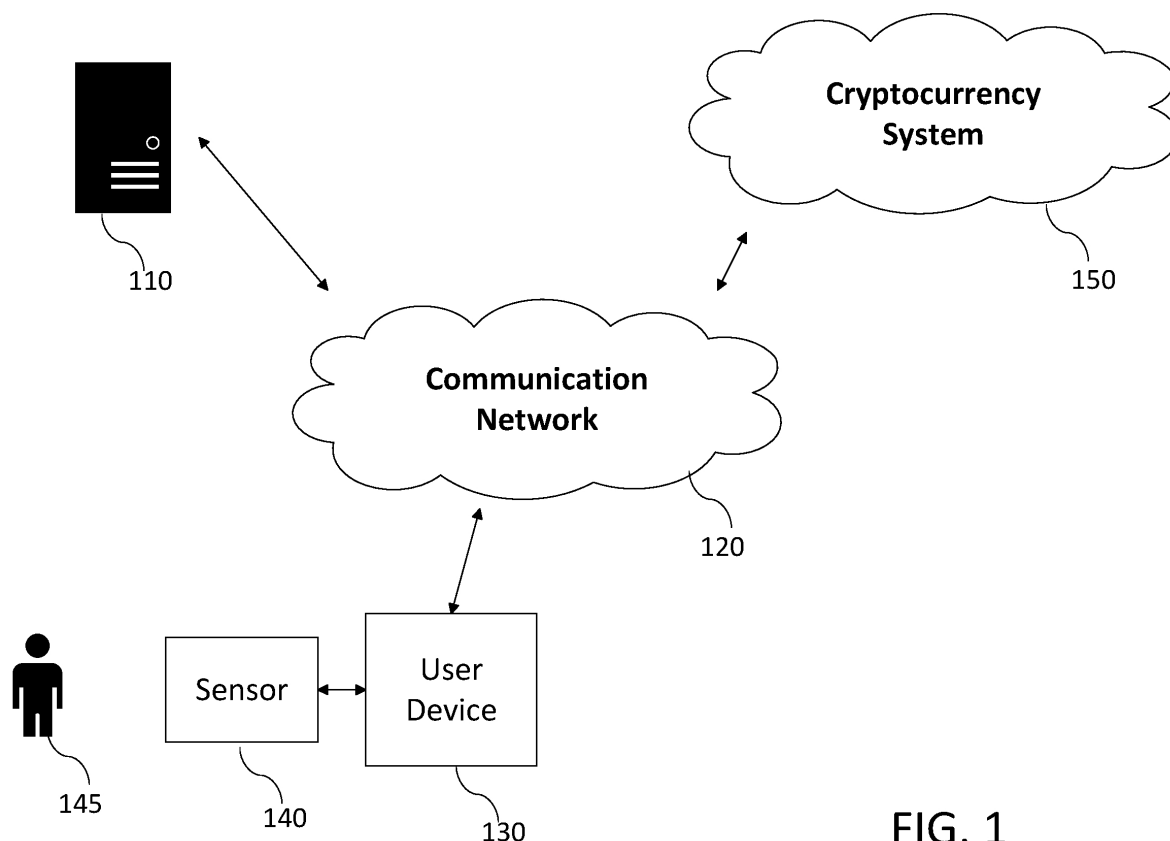 Cryptocurrency
System
110
150
Communication
Network
120
Sensor
User
Device
145
140
130
FIG. 1